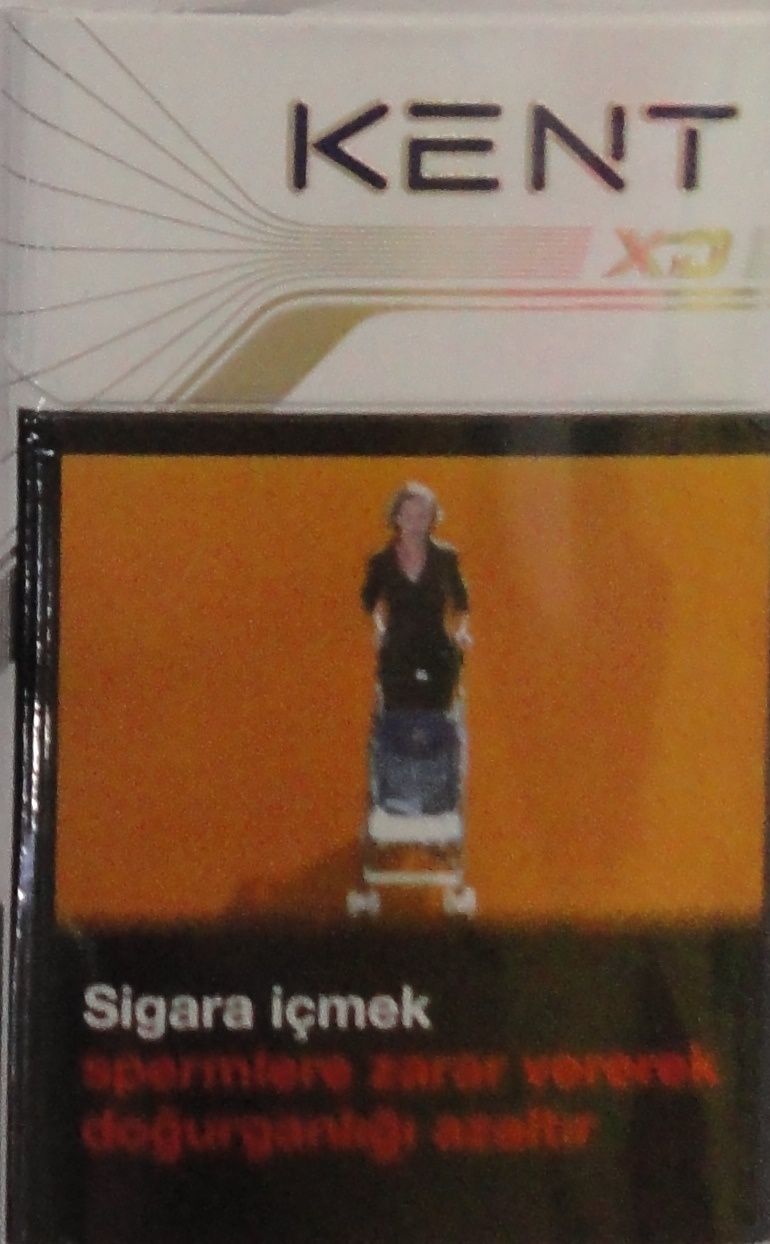 KENT
Sigara içmek
spermlere zarar vererek
doğurganlığı azaltır